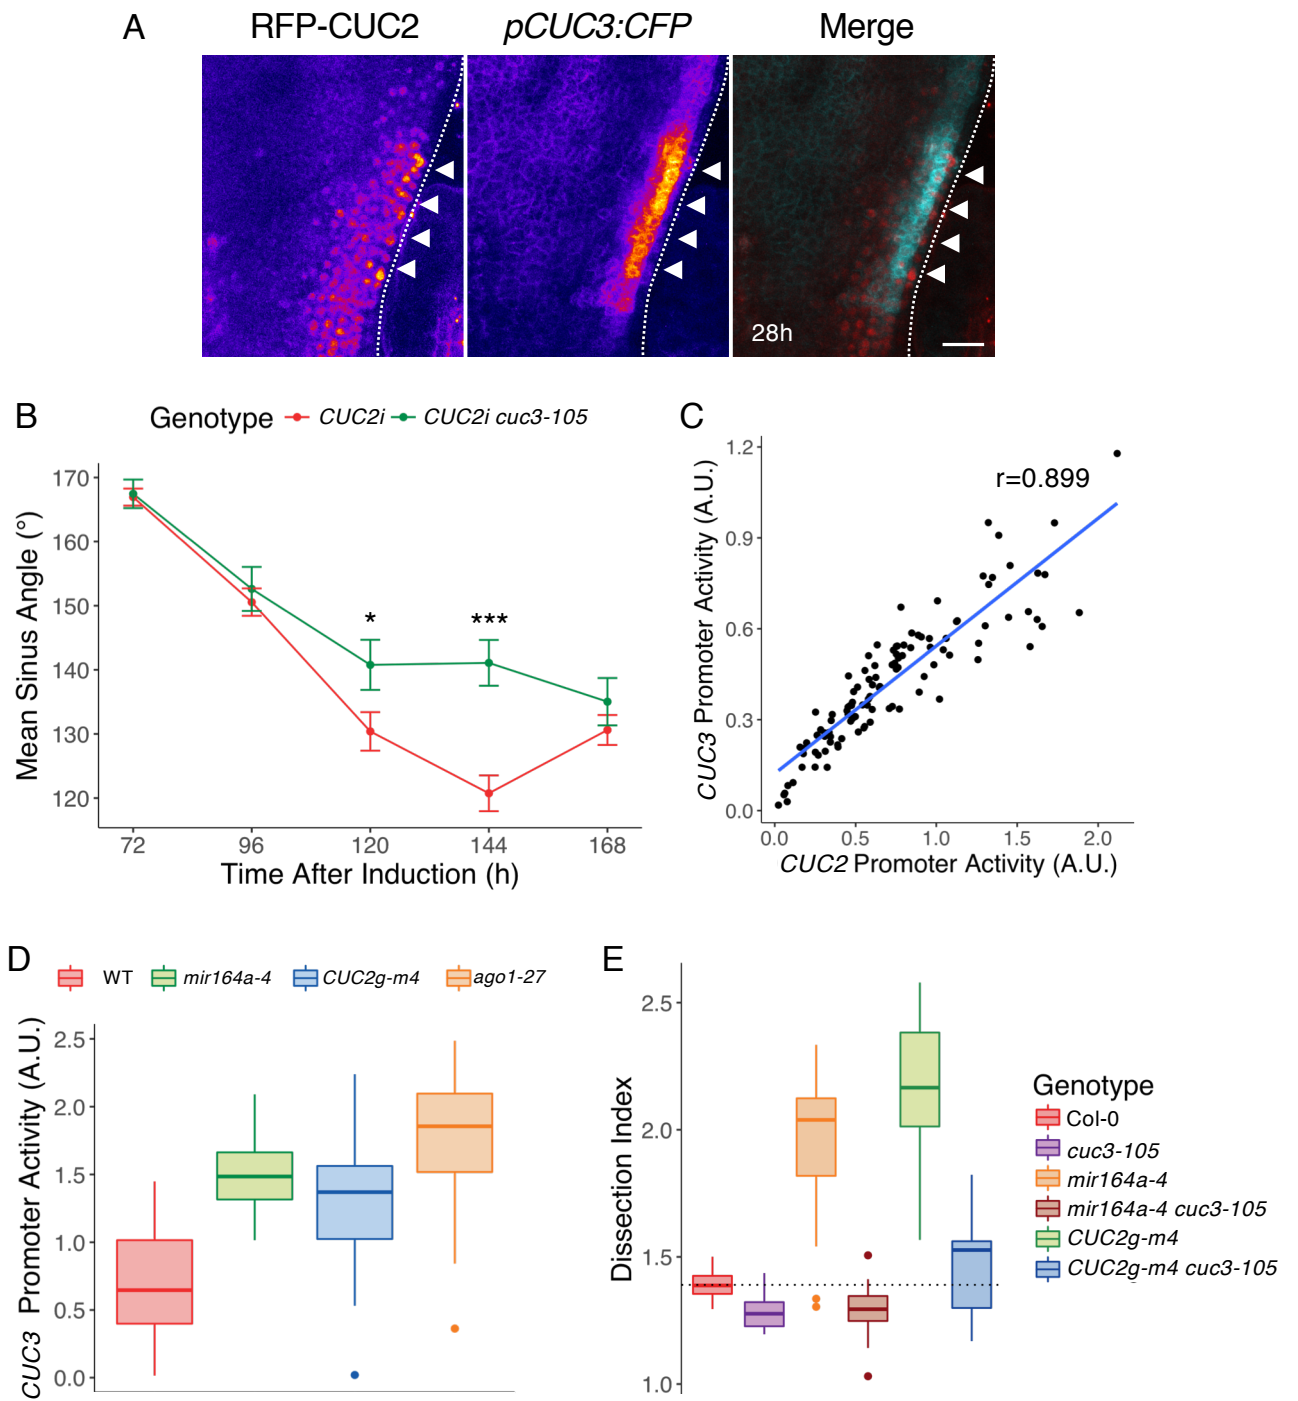 A
RFP-CUC2
pCUC3:CFP
Merge
28h
B
Genotype
CUC2i
CUC2i cuc3-105
Mean Sinus Angle (°)
170
160
150
140
130
120
*
***
72
96
120
144
168
Time After Induction (h)
C
CUC3 Promoter Activity (A.U.)
1.2
0.9
0.6
0.3
0.0
r=0.899
0.0
0.5
1.0
1.5
2.0
CUC2 Promoter Activity (A.U.)
D
WT
mir164a-4
CUC2g-m4
ago1-27
CUC3 Promoter Activity (A.U.)
2.5
2.0
1.5
1.0
0.5
0.0
E
Dissection Index
2.5
2.0
1.5
1.0
Genotype
Col-0
cuc3-105
mir164a-4
mir164a-4 cuc3-105
CUC2g-m4
CUC2g-m4 cuc3-105